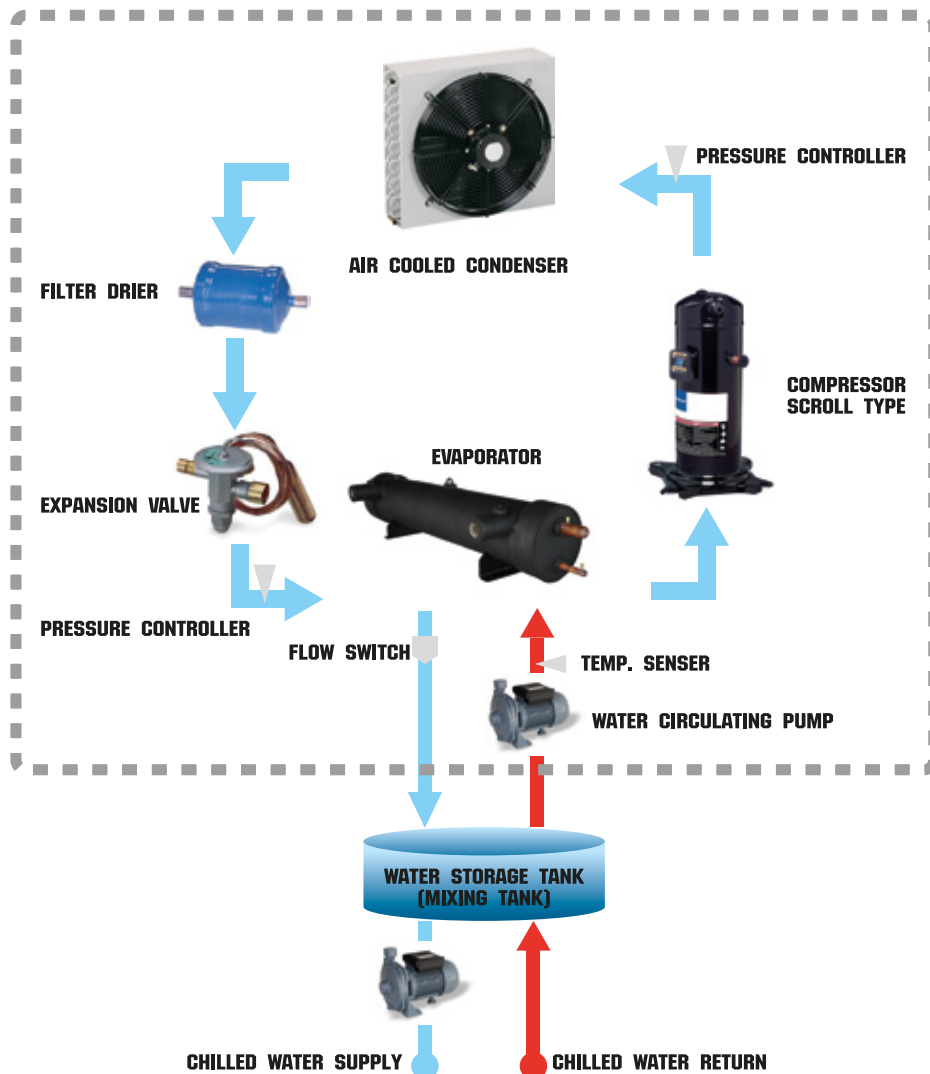 PRESSURE CONTROLLER
AIR COOLED CONDENSER
FILTER DRIER
COMPRESSOR
SCROLL TYPE
EVAPORATOR
EXPANSION VALVE
PRESSURE CONTROLLER
FLOW SWITCH
TEMP. SENSER
WATER CIRCULATING PUMP
WATER STORAGE TANK
(MIXING TANK)
CHILLED WATER SUPPLY
CHILLED WATER RETURN